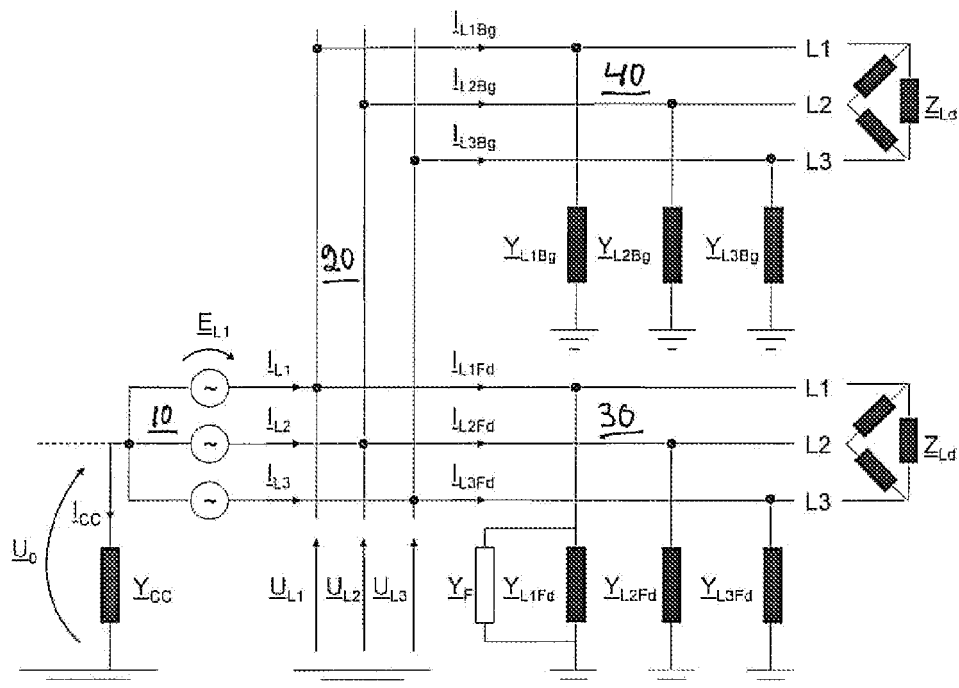 I_L1Bg
L1
I_L2Bg
40
L2
Z_Ld
I_L3Bg
L3
20
Y_L1Bg Y_L2Bg Y_L3Bg
E_L1
I_L1 I_L1Fd L1
10 I_L2 I_L2Fd 30 L2 Z_Ld
I_L3 I_L3Fd L3
I_CC
U_0
Y_CC U_L1 U_L2 U_L3 Y_F Y_L1Fd Y_L2Fd Y_L3Fd